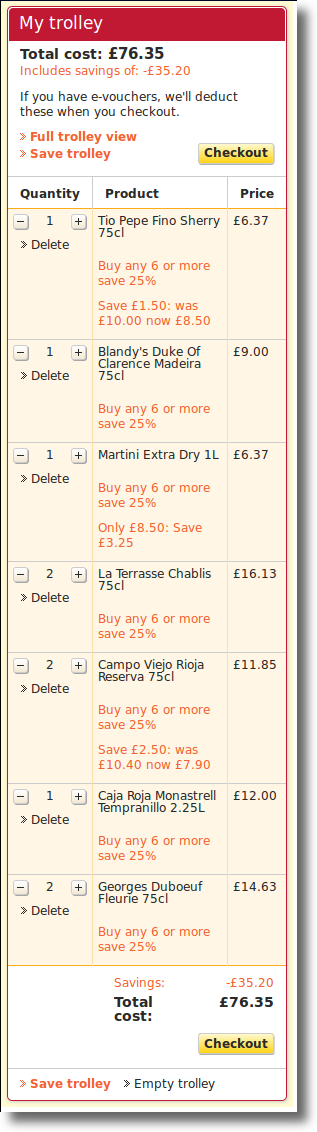 My trolley
Total cost: £76.35
Includes savings of: -£35.20
If you have e-vouchers, we'll deduct
these when you checkout.
» Full trolley view
» Save trolley
Checkout
Quantity Product Price
− 1 + Tio Pepe Fino Sherry £6.37
75cl
» Delete
Buy any 6 or more
save 25%
Save £1.50: was
£10.00 now £8.50
− 1 + Blandy's Duke Of £9.00
Clarence Madeira
» Delete
75cl
Buy any 6 or more
save 25%
− 1 + Martini Extra Dry 1L £6.37
» Delete
Buy any 6 or more
save 25%
Only £8.50: Save
£3.25
− 2 + La Terrasse Chablis £16.13
75cl
» Delete
Buy any 6 or more
save 25%
− 2 + Campo Viejo Rioja £11.85
Reserva 75cl
» Delete
Buy any 6 or more
save 25%
Save £2.50: was
£10.40 now £7.90
− 1 + Caja Roja Monastrell £12.00
Tempranillo 2.25L
» Delete
Buy any 6 or more
save 25%
− 2 + Georges Duboeuf £14.63
Fleurie 75cl
» Delete
Buy any 6 or more
save 25%
Savings: -£35.20
Total £76.35
cost:
Checkout
» Save trolley » Empty trolley